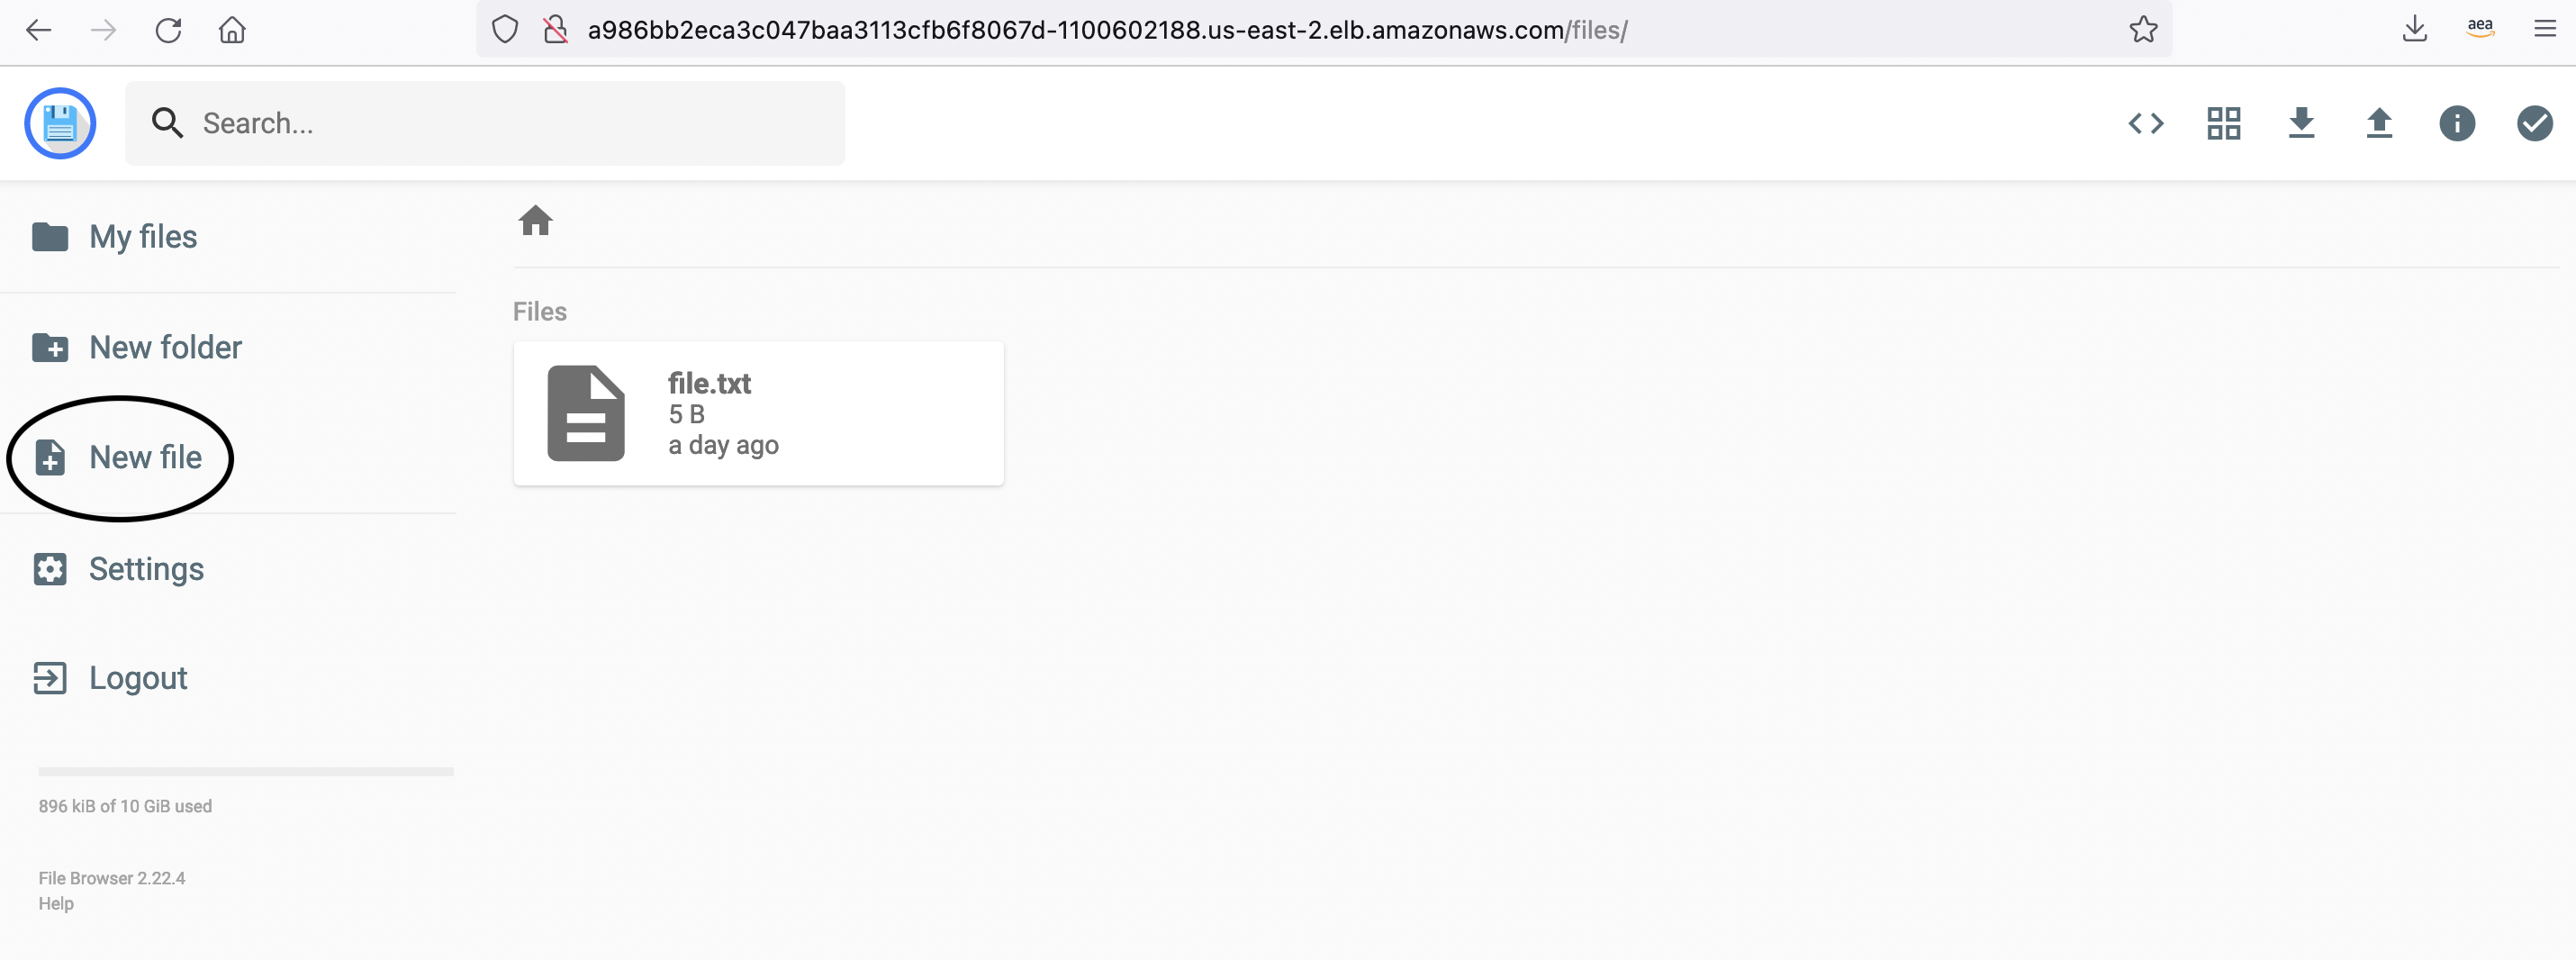 a986bb2eca3c047baa3113cfb6f8067d-1100602188.us-east-2.elb.amazonaws.com/files/
aea
Search...
My files
New folder
New file
Settings
Logout
896 kiB of 10 GiB used
File Browser 2.22.4
Help
Files
file.txt
5 B
a day ago